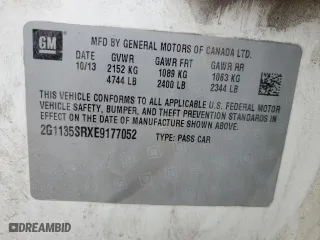 GM
MFD BY GENERAL MOTORS OF CANADA LTD.
DATE GVWR GAWR FRT GAWR RR
10/13 2152 KG 1089 KG 1063 KG
4744 LB 2400 LB 2344 LB
THIS VEHICLE CONFORMS TO ALL APPLICABLE U.S. FEDERAL MOTOR
VEHICLE SAFETY, BUMPER, AND THEFT PREVENTION STANDARDS IN
EFFECT ON THE DATE OF MANUFACTURE SHOWN ABOVE.
2G1135SRXE9177052 TYPE: PASS CAR
AUTOHELPERBOT.COM